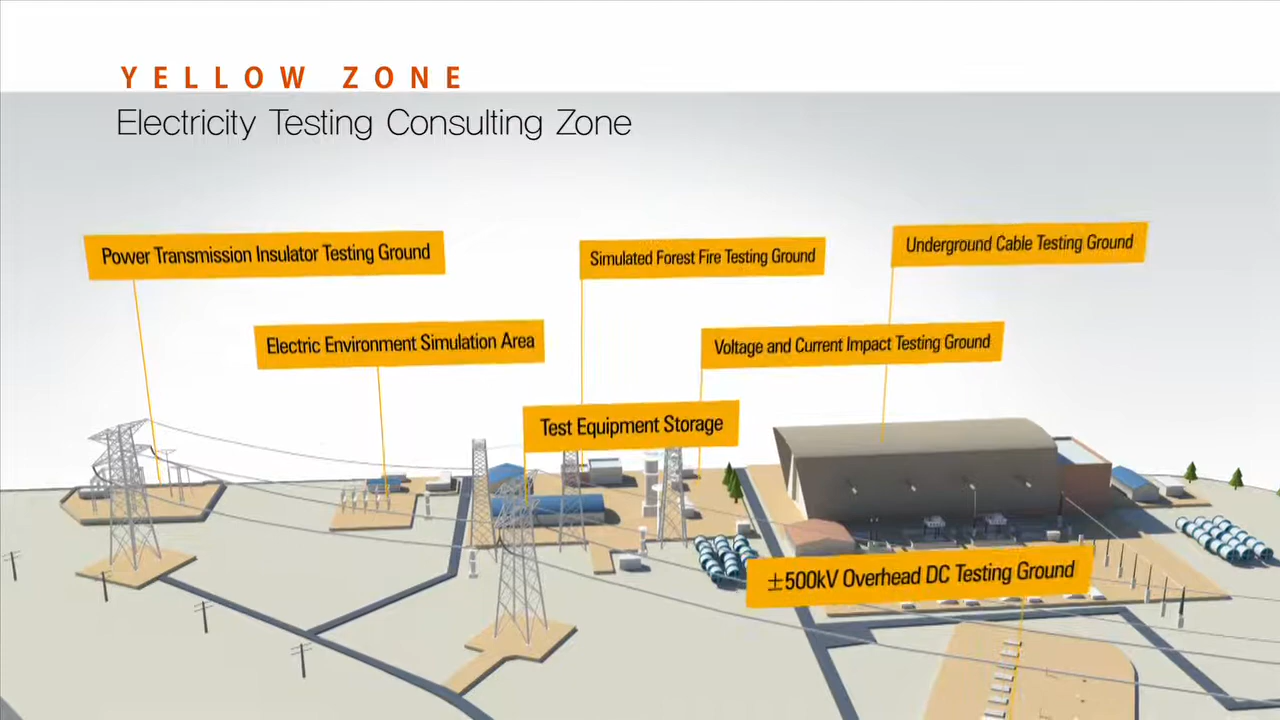 YELLOW ZONE
Electricity Testing Consulting Zone
Power Transmission Insulator Testing Ground
Simulated Forest Fire Testing Ground
Underground Cable Testing Ground
Electric Environment Simulation Area
Voltage and Current Impact Testing Ground
Test Equipment Storage
±500kV Overhead DC Testing Ground